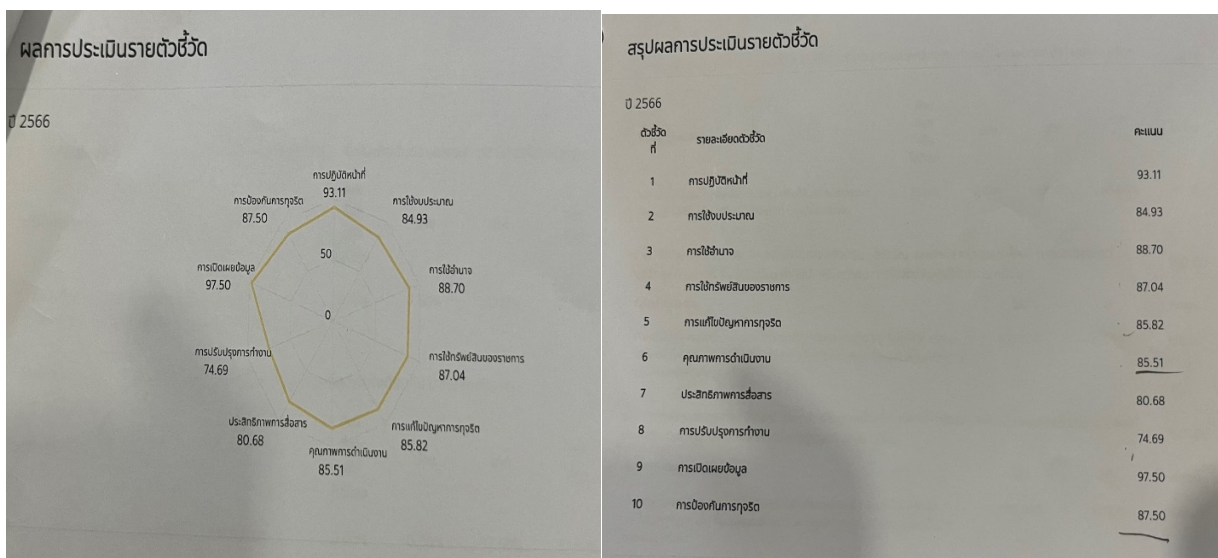 ผลการประเมินรายตัวชี้วัด
ปี 2566
การปฏิบัติหน้าที่
93.11
การป้องกันการทุจริต
87.50
การใช้งบประมาณ
84.93
50
การเปิดเผยข้อมูล
97.50
การใช้อำนาจ
88.70
0
การปรับปรุงการทำงาน
74.69
การใช้ทรัพย์สินของราชการ
87.04
ประสิทธิภาพการสื่อสาร
80.68
การแก้ไขปัญหาการทุจริต
85.82
คุณภาพการดำเนินงาน
85.51
สรุปผลการประเมินรายตัวชี้วัด
ปี 2566
ตัวชี้วัดที่ รายละเอียดตัวชี้วัด คะแนน
1 การปฏิบัติหน้าที่ 93.11
2 การใช้งบประมาณ 84.93
3 การใช้อำนาจ 88.70
4 การใช้ทรัพย์สินของราชการ 87.04
5 การแก้ไขปัญหาการทุจริต 85.82
6 คุณภาพการดำเนินงาน 85.51
7 ประสิทธิภาพการสื่อสาร 80.68
8 การปรับปรุงการทำงาน 74.69
9 การเปิดเผยข้อมูล 97.50
10 การป้องกันการทุจริต 87.50